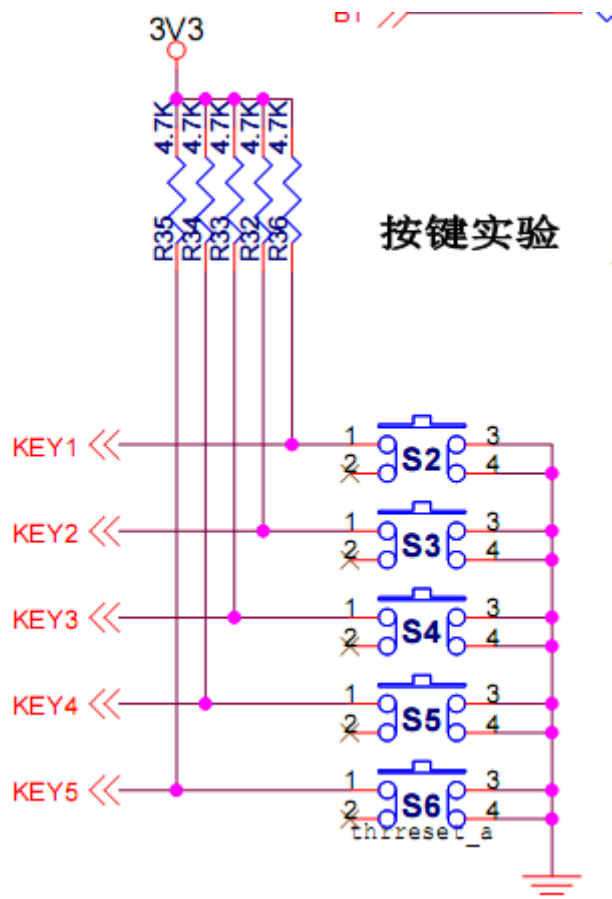 3V3
4.7K 4.7K 4.7K 4.7K 4.7K
R35 R34 R33 R32 R36
按键实验
KEY1 1 2 S2 3 4
KEY2 1 2 S3 3 4
KEY3 1 2 S4 3 4
KEY4 1 2 S5 3 4
KEY5 1 2 S6 3 4
thrreset_a